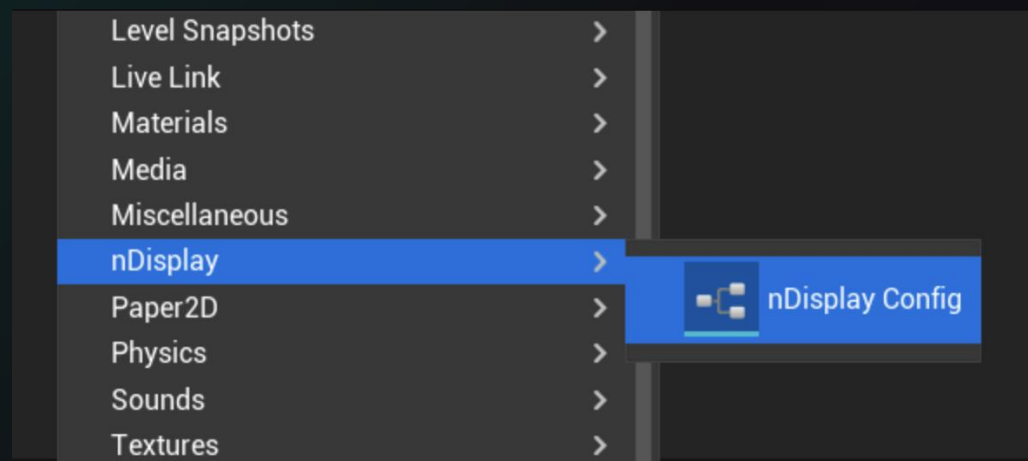 Level Snapshots
Live Link
Materials
Media
Miscellaneous
nDisplay
nDisplay Config
Paper2D
Physics
Sounds
Textures